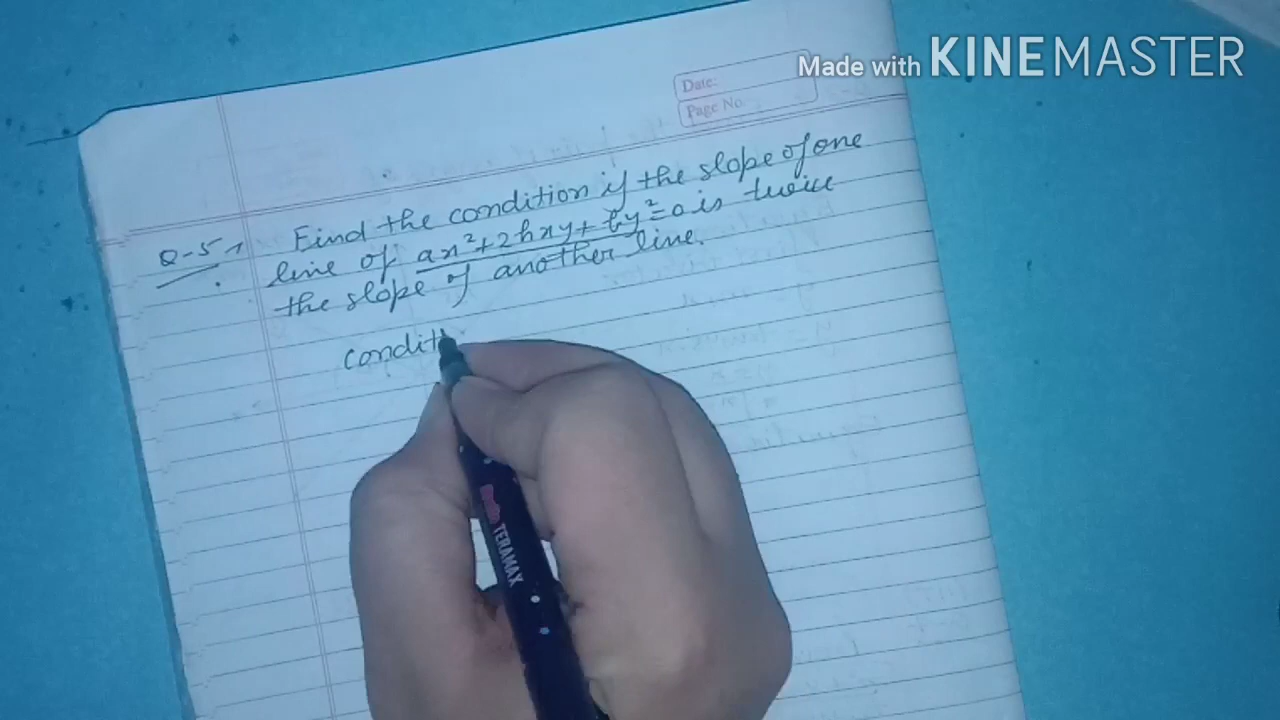 Made with KINEMASTER
Date:
Page No
Q-5, Find the condition if the slope of one
line of ax²+2hxy+by²=0 is twice
the slope of another line.
condit
TERAMAX